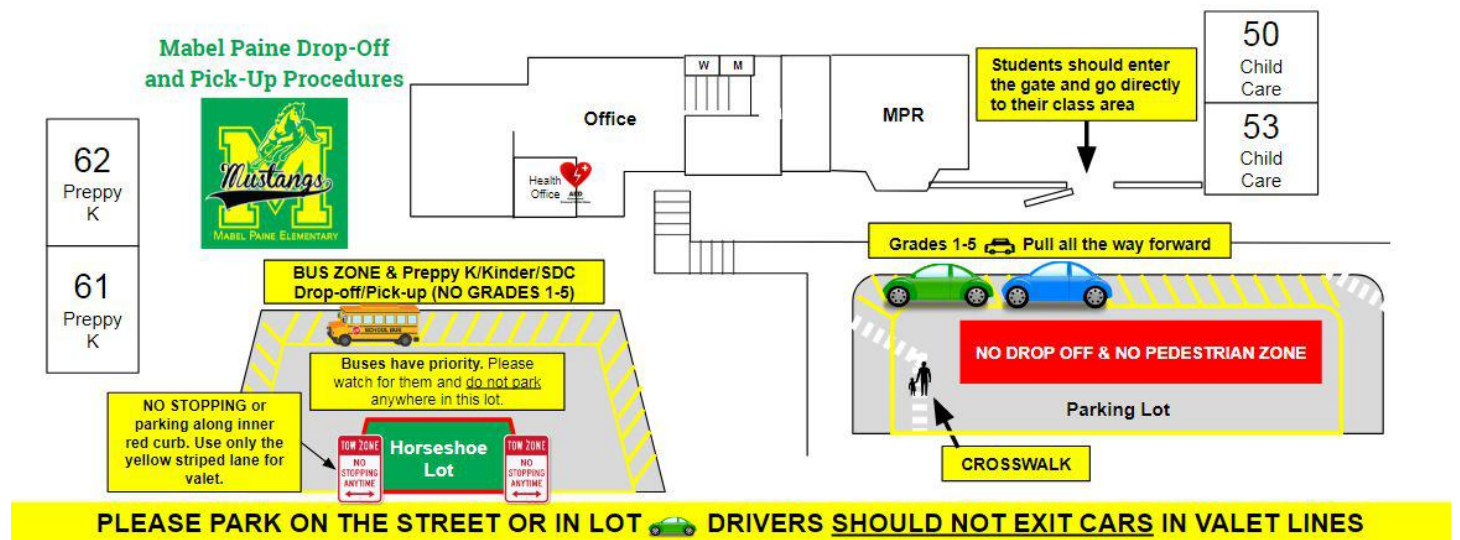 Mabel Paine Drop-Off
and Pick-Up Procedures
Mustangs
MABEL PAINE ELEMENTARY
62
Preppy
K
61
Preppy
K
Office
W M
Health
Office
AED
MPR
Students should enter
the gate and go directly
to their class area
50
Child
Care
53
Child
Care
BUS ZONE & Preppy K/Kinder/SDC
Drop-off/Pick-up (NO GRADES 1-5)
SCHOOL BUS
Buses have priority. Please
watch for them and do not park
anywhere in this lot.
NO STOPPING or
parking along inner
red curb. Use only the
yellow striped lane for
valet.
TOW ZONE
NO
STOPPING
ANYTIME
Horseshoe
Lot
TOW ZONE
NO
STOPPING
ANYTIME
Grades 1-5 Pull all the way forward
NO DROP OFF & NO PEDESTRIAN ZONE
Parking Lot
CROSSWALK
PLEASE PARK ON THE STREET OR IN LOT DRIVERS SHOULD NOT EXIT CARS IN VALET LINES